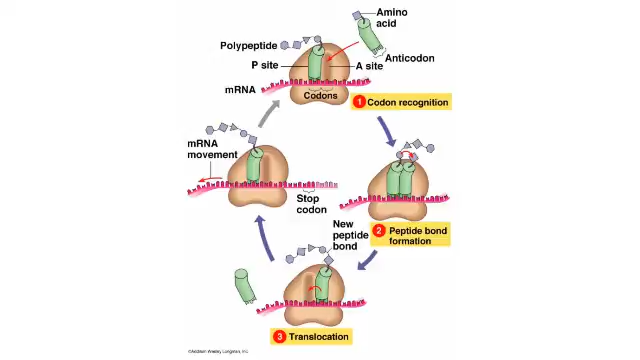 Amino
acid
Polypeptide
Anticodon
P site
A site
mRNA
Codons
1 Codon recognition
mRNA
movement
Stop
codon
New
peptide
bond
2 Peptide bond
formation
3 Translocation
©Addison Wesley Longman, Inc.